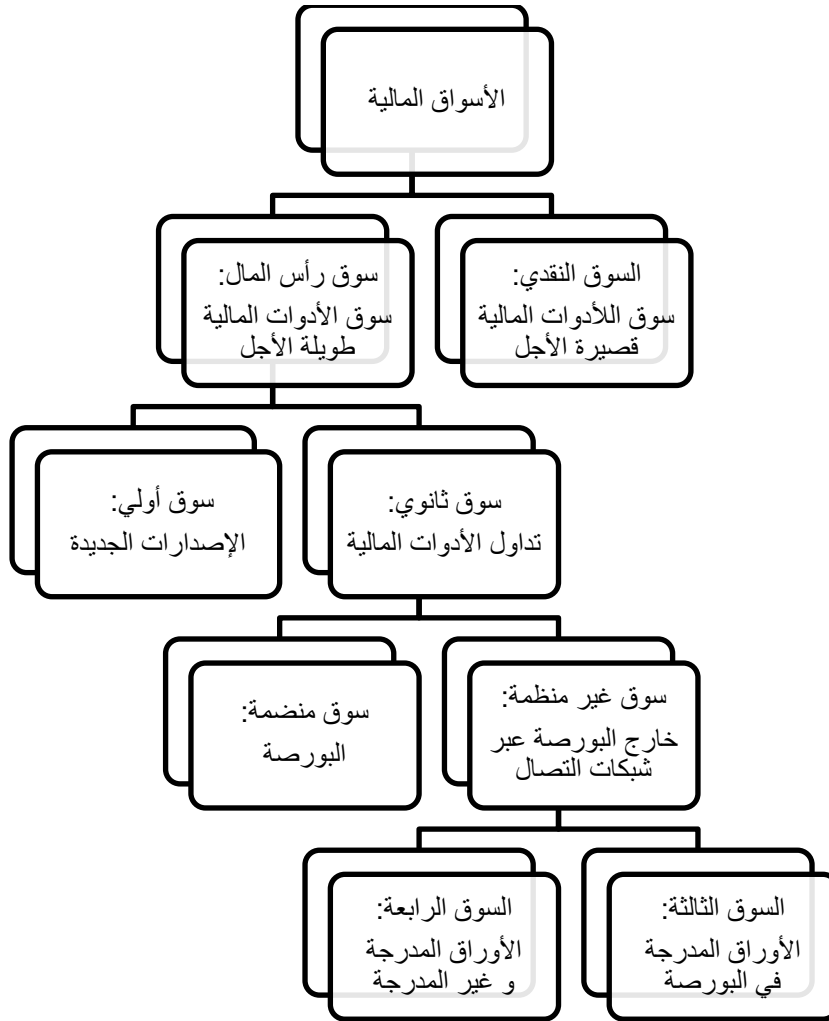 الأسواق المالية
السوق النقدي:
سوق اللأدوات المالية
قصيرة الأجل
سوق رأس المال:
سوق الأدوات المالية
طويلة الأجل
سوق ثانوي:
تداول الأدوات المالية
سوق أولي:
الإصدارات الجديدة
سوق غير منظمة:
خارج البورصة عبر
شبكات التصال
سوق منضمة:
البورصة
السوق الثالثة:
الأوراق المدرجة
في البورصة
السوق الرابعة:
الأوراق المدرجة
و غير المدرجة